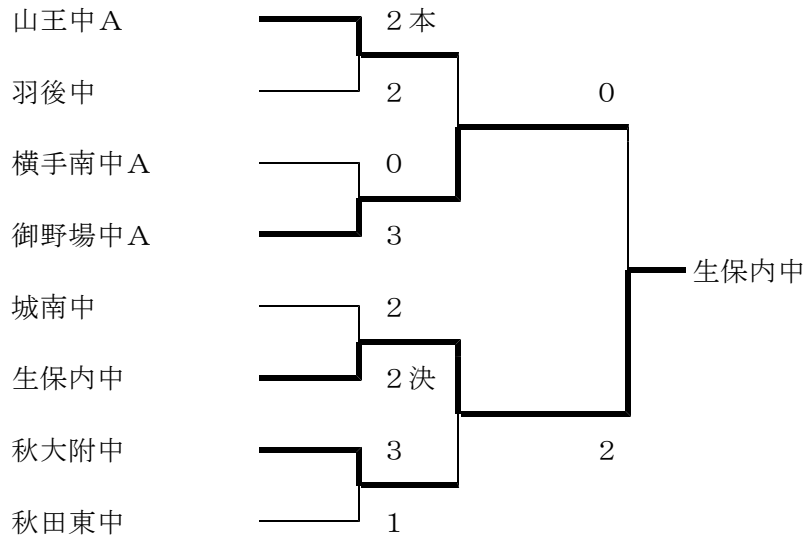 山王中Ａ ２本
羽後中 ２ ０
横手南中Ａ ０
御野場中Ａ ３
生保内中
城南中 ２
生保内中 ２決
秋大附中 ３ ２
秋田東中 １